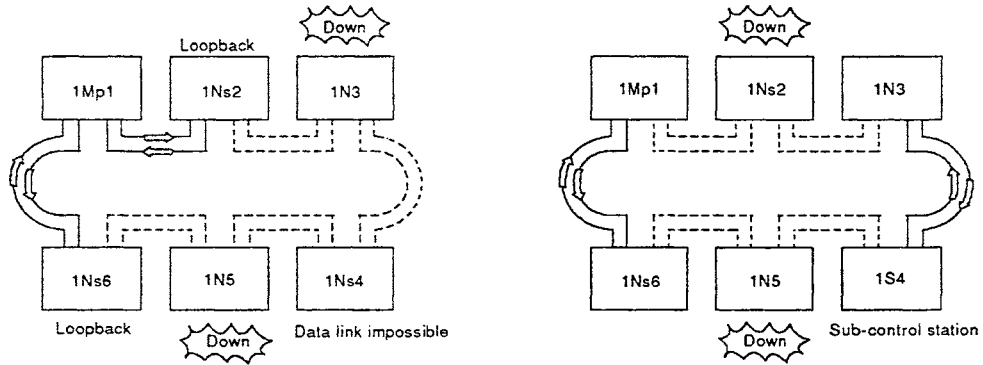 Down
Down
Loopback
1Mp1
1Ns2
1N3
1Mp1
1Ns2
1N3
1Ns6
1N5
1Ns4
1Ns6
1N5
1S4
Loopback
Data link impossible
Sub-control station
Down
Down